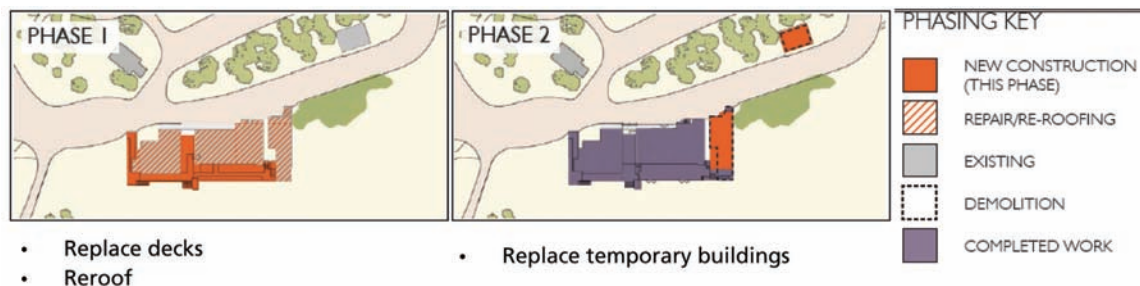 PHASE 1
PHASE 2
PHASING KEY
NEW CONSTRUCTION
(THIS PHASE)
REPAIR/RE-ROOFING
EXISTING
DEMOLITION
COMPLETED WORK
• Replace decks
• Reroof
• Replace temporary buildings